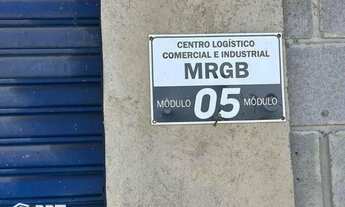 CENTRO LOGÍSTICO
COMERCIAL E INDUSTRIAL
MRGB
MÓDULO 05 MÓDULO